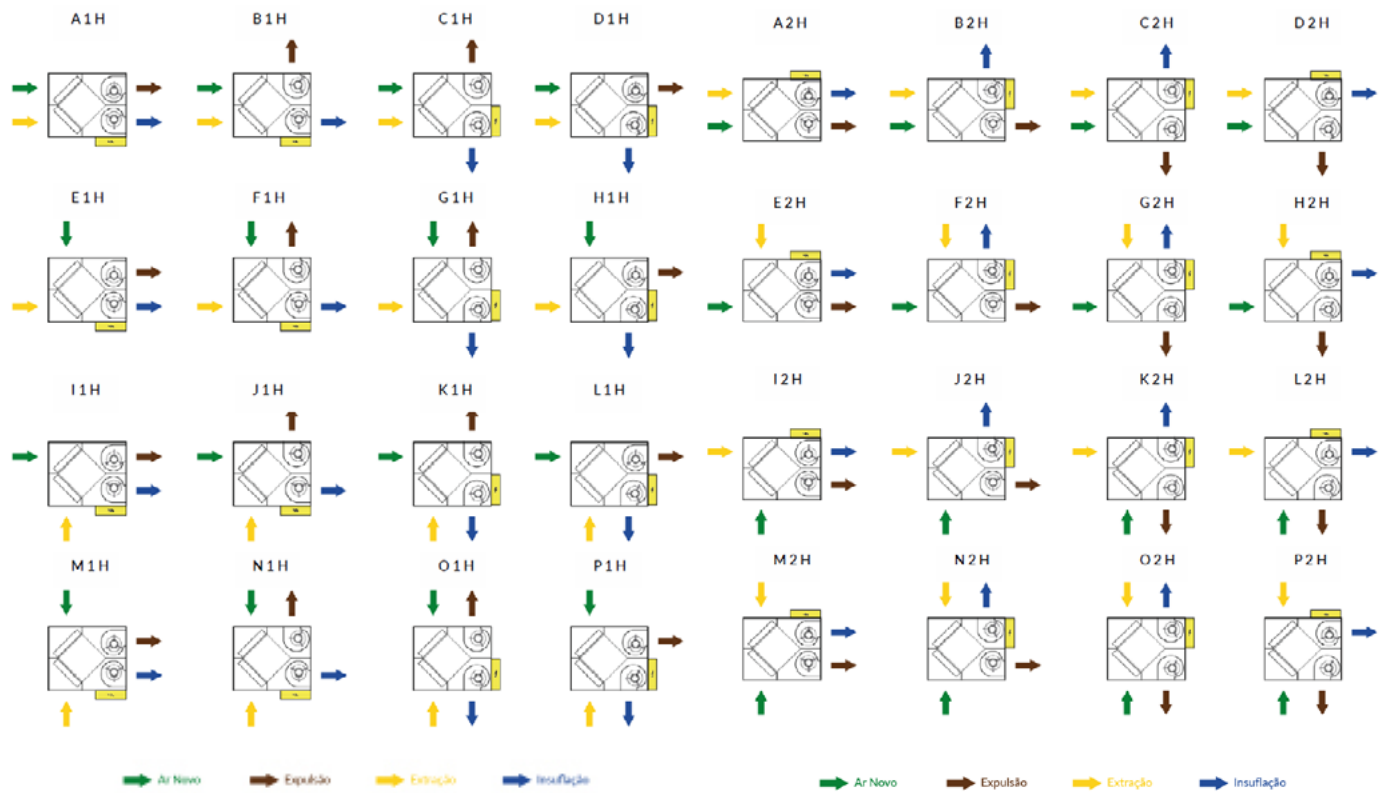 A1H B1H C1H D1H
A2H B2H C2H D2H
E1H F1H G1H H1H
E2H F2H G2H H2H
I1H J1H K1H L1H
I2H J2H K2H L2H
M1H N1H O1H P1H
M2H N2H O2H P2H
Ar Novo Expulsão Extração Insuflação
Ar Novo Expulsão Extração Insuflação